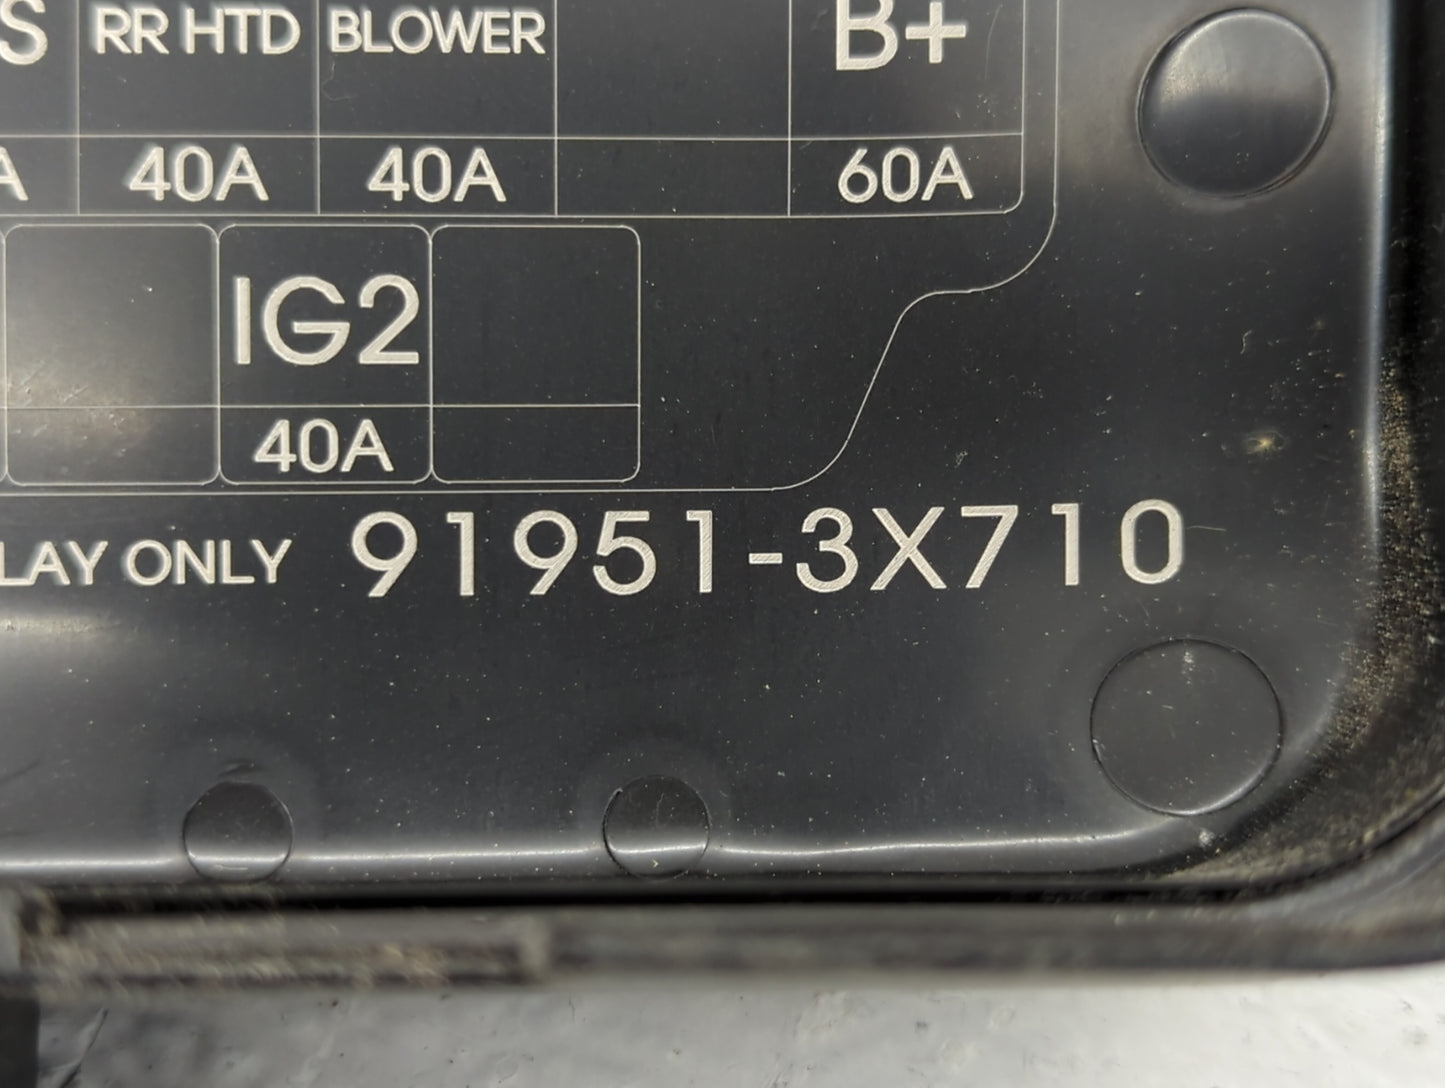 S RR HTD BLOWER B+
A 40A 40A 60A
IG2
40A
LAY ONLY 91951-3X710